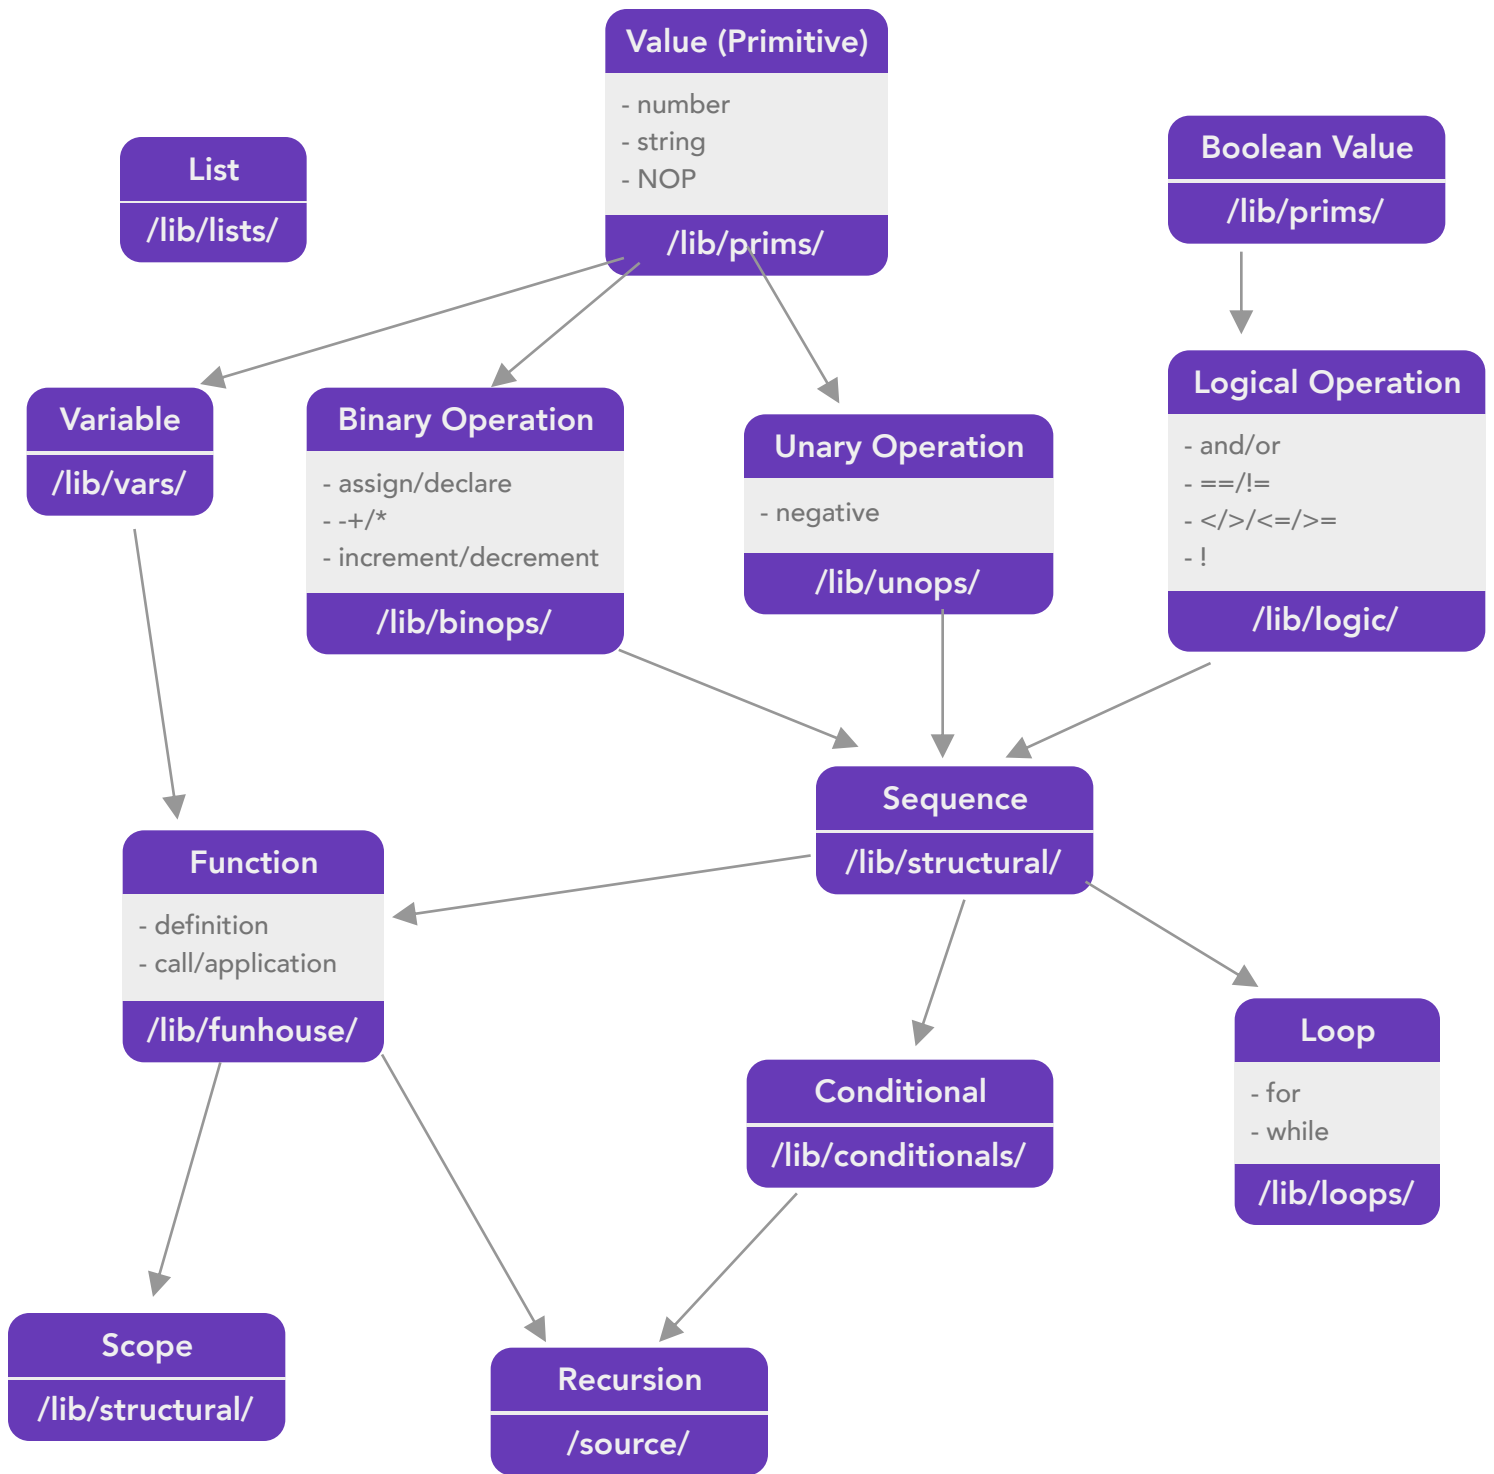 Value (Primitive)
- number
- string
- NOP
/lib/prims/
List
/lib/lists/
Boolean Value
/lib/prims/
Variable
/lib/vars/
Binary Operation
- assign/declare
- -+/*
- increment/decrement
/lib/binops/
Unary Operation
- negative
/lib/unops/
Logical Operation
- and/or
- ==/!=
- </>/<=/>=
- !
/lib/logic/
Sequence
/lib/structural/
Function
- definition
- call/application
/lib/funhouse/
Conditional
/lib/conditionals/
Loop
- for
- while
/lib/loops/
Scope
/lib/structural/
Recursion
/source/